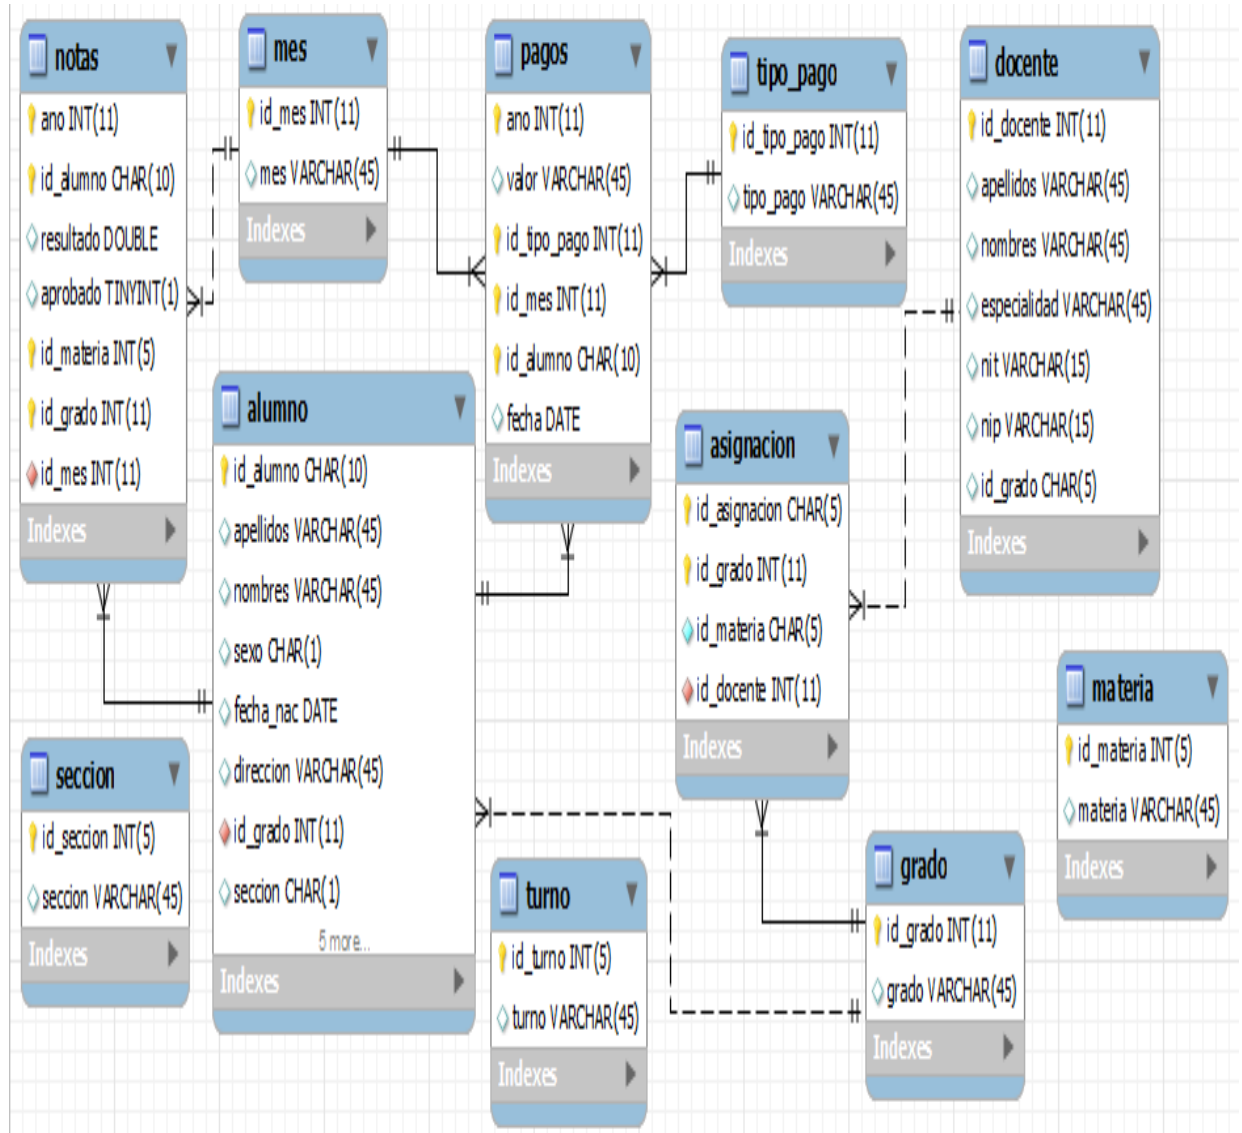 notas
ano INT(11)
id_alumno CHAR(10)
resultado DOUBLE
aprobado TINYINT(1)
id_materia INT(5)
id_grado INT(11)
id_mes INT(11)
Indexes
mes
id_mes INT(11)
mes VARCHAR(45)
Indexes
pagos
ano INT(11)
valor VARCHAR(45)
id_tipo_pago INT(11)
id_mes INT(11)
id_alumno CHAR(10)
fecha DATE
Indexes
tipo_pago
id_tipo_pago INT(11)
tipo_pago VARCHAR(45)
Indexes
docente
id_docente INT(11)
apellidos VARCHAR(45)
nombres VARCHAR(45)
especialidad VARCHAR(45)
nit VARCHAR(15)
nip VARCHAR(15)
id_grado CHAR(5)
Indexes
alumno
id_alumno CHAR(10)
apellidos VARCHAR(45)
nombres VARCHAR(45)
sexo CHAR(1)
fecha_nac DATE
direccion VARCHAR(45)
id_grado INT(11)
seccion CHAR(1)
5 more...
Indexes
asignacion
id_asignacion CHAR(5)
id_grado INT(11)
id_materia CHAR(5)
id_docente INT(11)
Indexes
materia
id_materia INT(5)
materia VARCHAR(45)
Indexes
seccion
id_seccion INT(5)
seccion VARCHAR(45)
Indexes
turno
id_turno INT(5)
turno VARCHAR(45)
Indexes
grado
id_grado INT(11)
grado VARCHAR(45)
Indexes